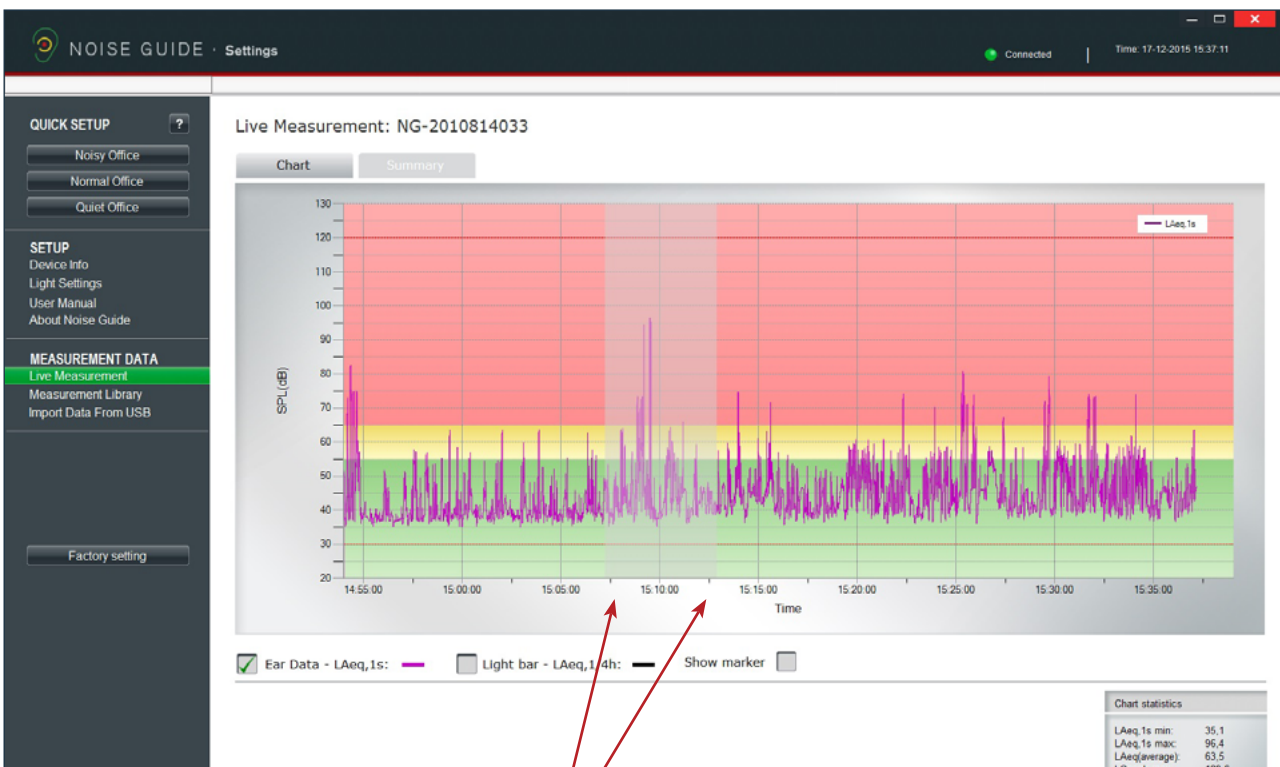 NOISE GUIDE · Settings
Connected
Time: 17-12-2015 15:37:11
QUICK SETUP
?
Noisy Office
Normal Office
Quiet Office
SETUP
Device Info
Light Settings
User Manual
About Noise Guide
MEASUREMENT DATA
Live Measurement
Measurement Library
Import Data From USB
Factory setting
Live Measurement: NG-2010814033
Chart
Summary
LAeq,1s
SPL(dB)
130
120
110
100
90
80
70
60
50
40
30
20
14:55:00 15:00:00 15:05:00 15:10:00 15:15:00 15:20:00 15:25:00 15:30:00 15:35:00
Time
Ear Data - LAeq,1s: Light bar - LAeq,1/4h: Show marker
Chart statistics
LAeq,1s min: 35,1
LAeq,1s max: 96,4
LAeq(average): 63,5